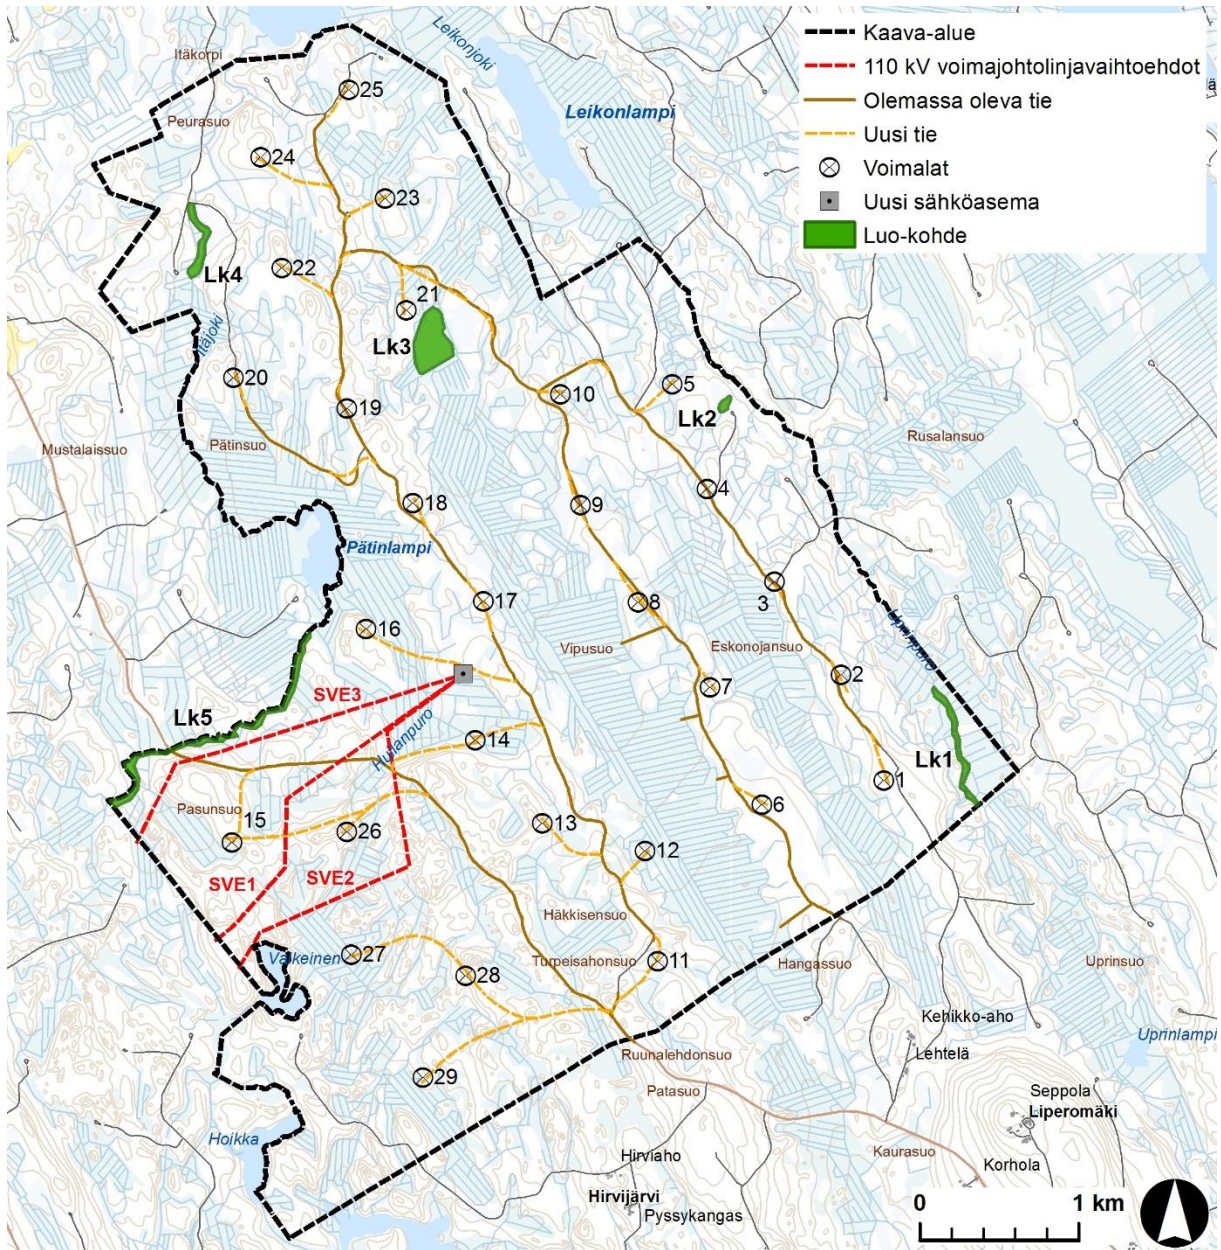 Kaava-alue
110 kV voimajohtolinjavaihtoehdot
Olemassa oleva tie
Uusi tie
Voimalat
Uusi sähköasema
Luo-kohde
Itäkorpi
Leikonjoki
Leikonlampi
Peurasuo
25
24
23
22
21
Lk4
Lk3
Itäjoki
20
19
10
5
Lk2
Mustalaissuo
Pätinsuo
Rusalansuo
18
9
4
Pätinlampi
17
8
3
16
Vipusuo
Eskonojansuo
Uprinpuro
2
7
SVE3
Lk5
Huilanpuro
14
Lk1
1
Pasunsuo
15
26
13
6
12
SVE1
SVE2
Häkkisensuo
Valkeinen
27
28
Turpeisahonsuo
11
Hangassuo
Uprinsuo
Kehikko-aho
Lehtelä
Uprinlampi
29
Ruunalehdonsuo
Patasuo
Seppola
Liperomäki
Hoikka
Kaurasuo
Korhola
Hirviaho
Hirvijärvi
Pyssykangas
0
1 km